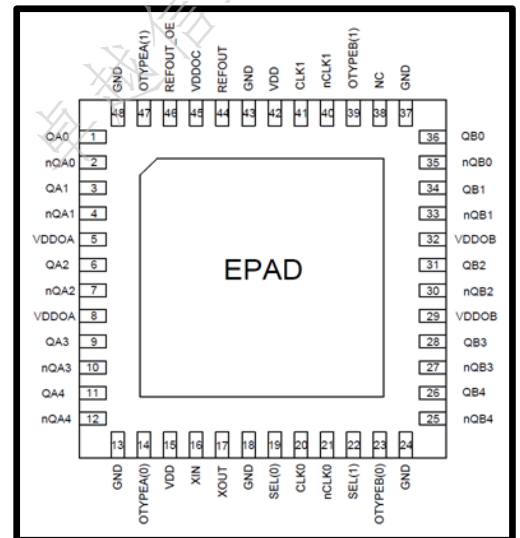 GND OTYPEA(1) REFOUT_OE VDDOC REFOUT GND VDD CLK1 nCLK1 OTYPEB(1) NC GND
48 47 46 45 44 43 42 41 40 39 38 37
QA0 1 36 QB0
nQA0 2 35 nQB0
QA1 3 34 QB1
nQA1 4 33 nQB1
VDDOA 5 32 VDDOB
QA2 6 31 QB2
nQA2 7 30 nQB2
VDDOA 8 29 VDDOB
QA3 9 28 QB3
nQA3 10 27 nQB3
QA4 11 26 QB4
nQA4 12 25 nQB4
EPAD
13 14 15 16 17 18 19 20 21 22 23 24
GND OTYPEA(0) VDD XIN XOUT GND SEL(0) CLK0 nCLK0 SEL(1) OTYPEB(0) GND